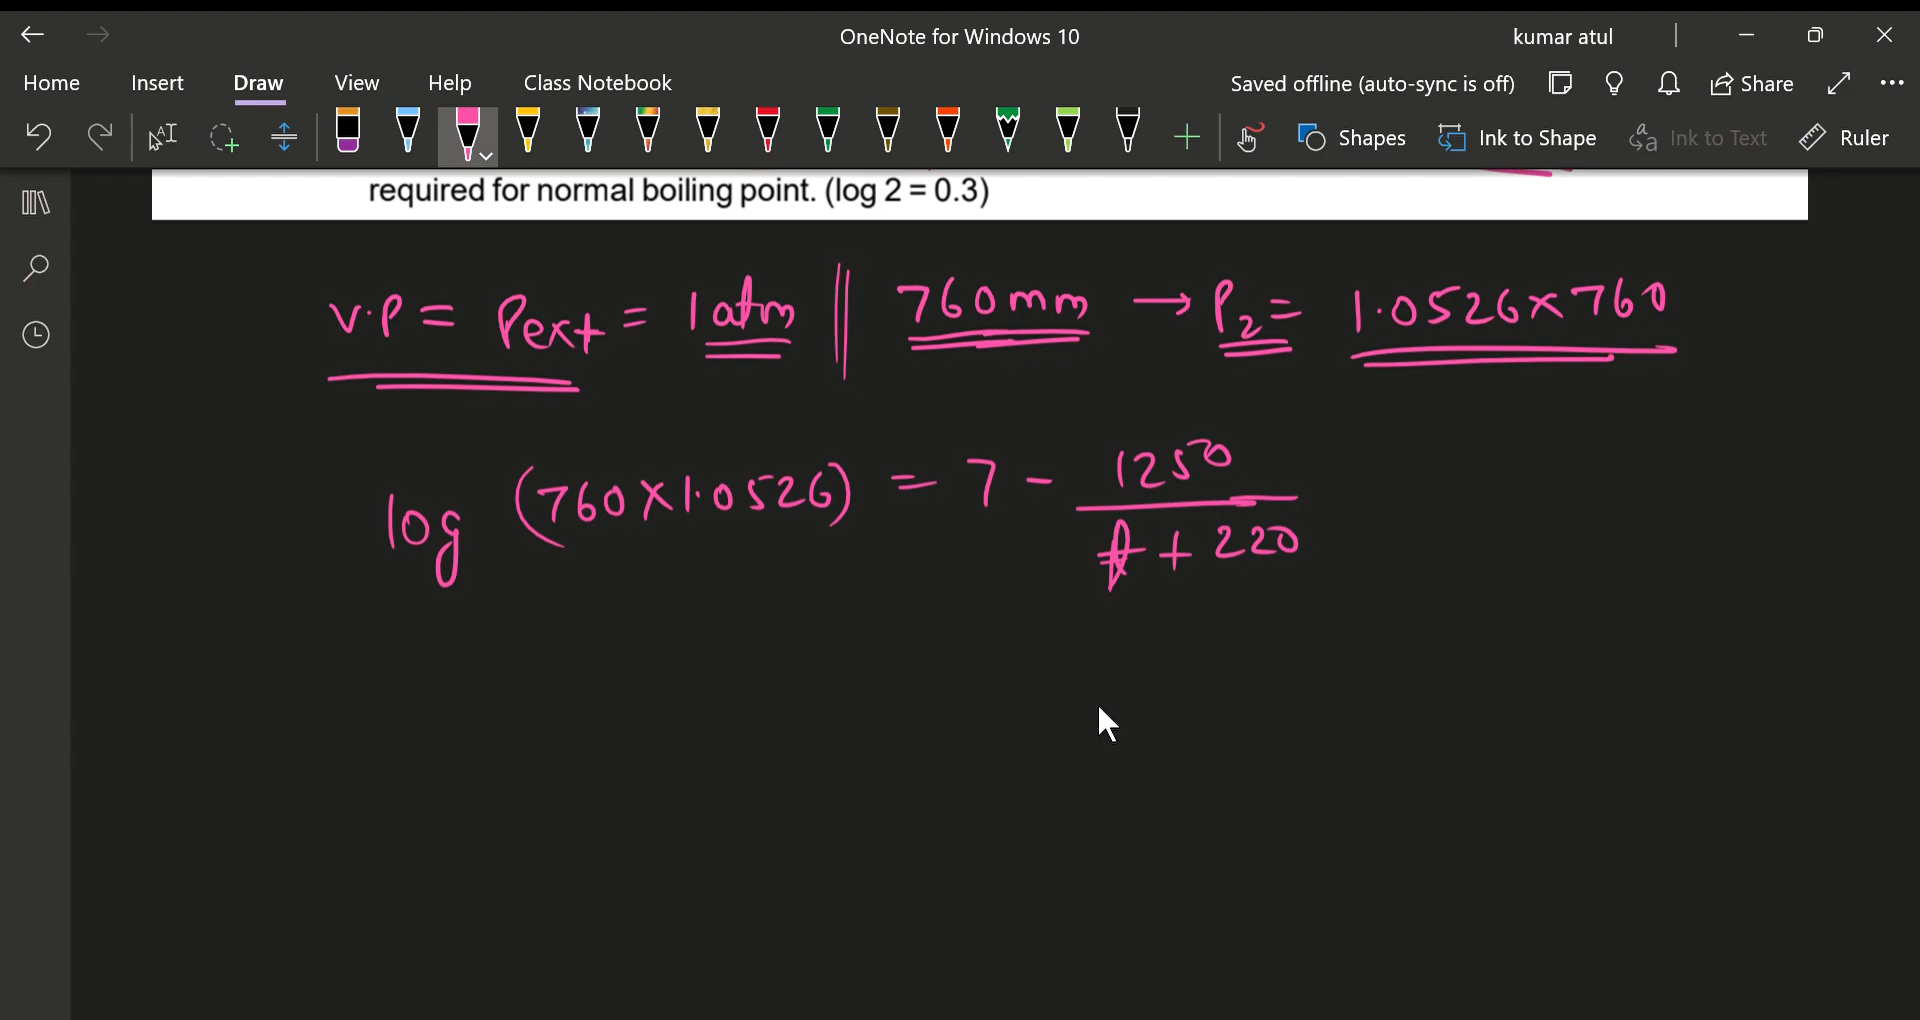 OneNote for Windows 10
kumar atul
Home Insert Draw View Help Class Notebook
Saved offline (auto-sync is off) Share
Shapes Ink to Shape Ink to Text Ruler
required for normal boiling point. (log 2 = 0.3)
v.p = Pext = 1 atm || 760mm → P2 = 1.0526×760
log (760×1.0526) = 7 - 1250 / t + 220